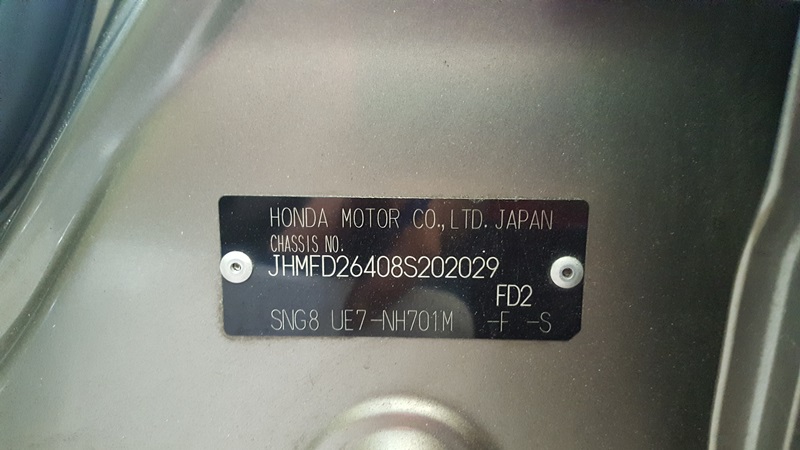 HONDA MOTOR CO.,LTD. JAPAN
CHASSIS NO.
JHMFD26408S202029
FD2
SNG8 UE7-NH701M -F -S